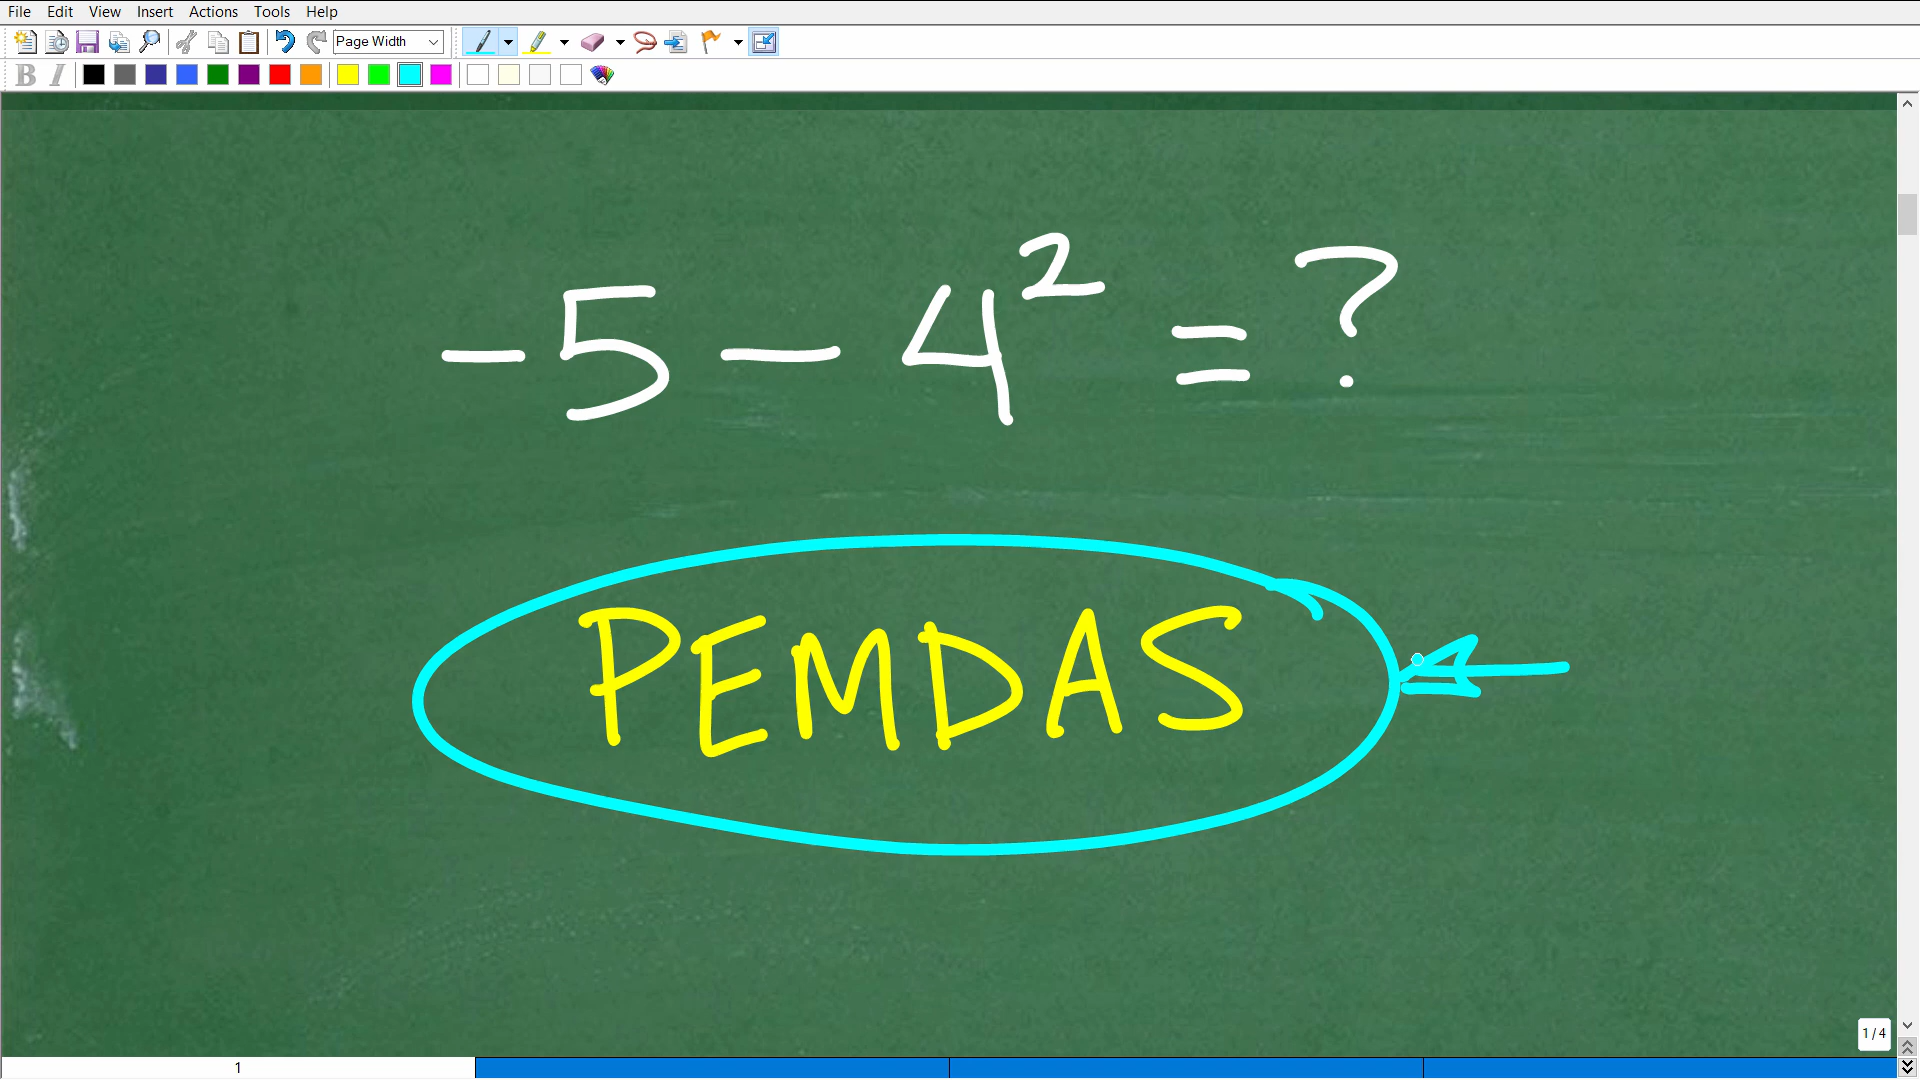 File Edit View Insert Actions Tools Help
Page Width
B I
-5 - 4² = ?
PEMDAS
1 / 4
1